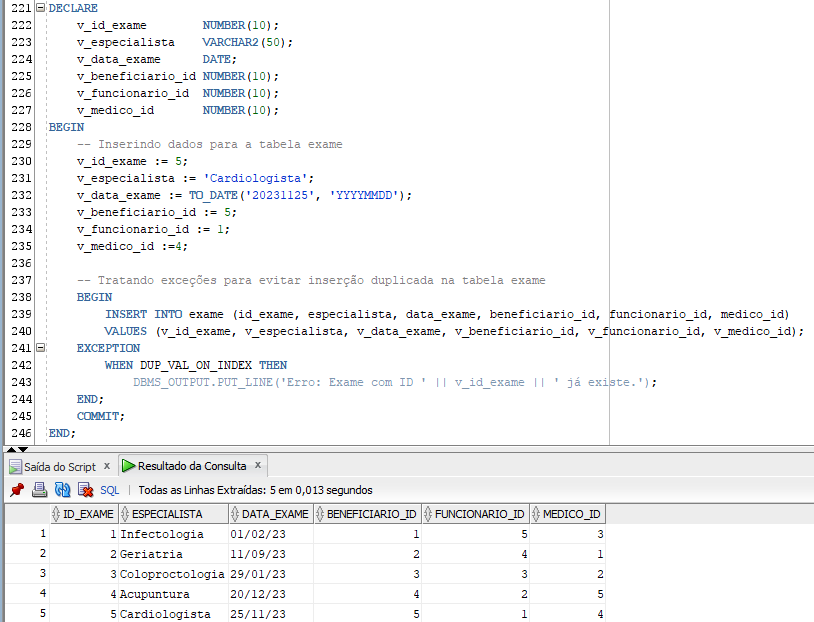 221 DECLARE
222 v_id_exame NUMBER(10);
223 v_especialista VARCHAR2(50);
224 v_data_exame DATE;
225 v_beneficiario_id NUMBER(10);
226 v_funcionario_id NUMBER(10);
227 v_medico_id NUMBER(10);
228 BEGIN
229 -- Inserindo dados para a tabela exame
230 v_id_exame := 5;
231 v_especialista := 'Cardiologista';
232 v_data_exame := TO_DATE('20231125', 'YYYYMMDD');
233 v_beneficiario_id := 5;
234 v_funcionario_id := 1;
235 v_medico_id :=4;
236
237 -- Tratando exceções para evitar inserção duplicada na tabela exame
238 BEGIN
239 INSERT INTO exame (id_exame, especialista, data_exame, beneficiario_id, funcionario_id, medico_id)
240 VALUES (v_id_exame, v_especialista, v_data_exame, v_beneficiario_id, v_funcionario_id, v_medico_id);
241 EXCEPTION
242 WHEN DUP_VAL_ON_INDEX THEN
243 DBMS_OUTPUT.PUT_LINE('Erro: Exame com ID ' || v_id_exame || ' já existe.');
244 END;
245 COMMIT;
246 END;
Saída do Script x Resultado da Consulta x
SQL | Todas as Linhas Extraídas: 5 em 0,013 segundos
ID_EXAME ESPECIALISTA DATA_EXAME BENEFICIARIO_ID FUNCIONARIO_ID MEDICO_ID
1 1 Infectologia 01/02/23 1 5 3
2 2 Geriatria 11/09/23 2 4 1
3 3 Coloproctologia 29/01/23 3 3 2
4 4 Acupuntura 20/12/23 4 2 5
5 5 Cardiologista 25/11/23 5 1 4